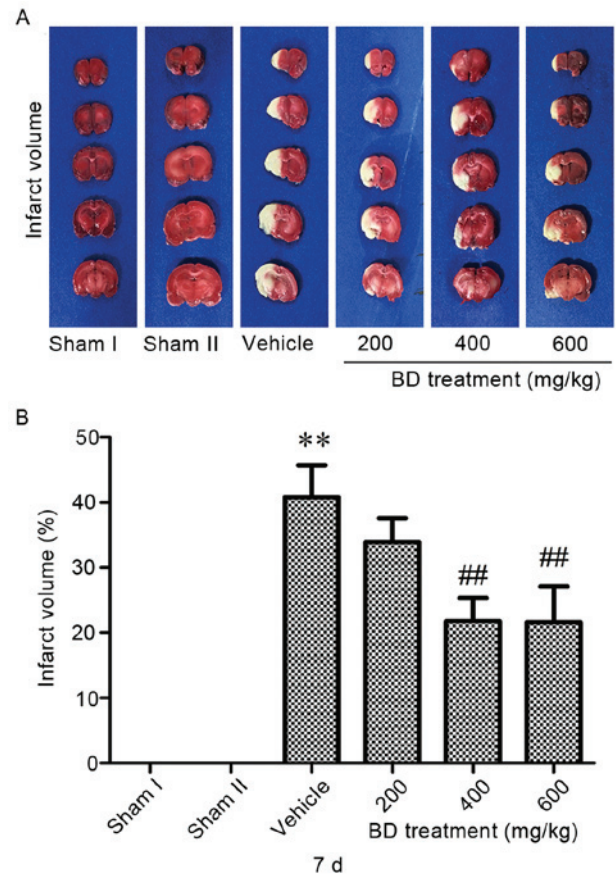 A
Infarct volume
Sham I Sham II Vehicle 200 400 600
BD treatment (mg/kg)
B
Infarct volume (%)
50
40
30
20
10
0
**
##
##
Sham I Sham II Vehicle 200 400 600
BD treatment (mg/kg)
7 d